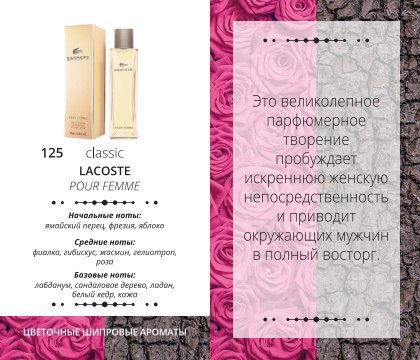 LACOSTE
POUR FEMME
125 classic
LACOSTE
POUR FEMME
Начальные ноты:
ямайский перец, фрезия, яблоко
Средние ноты:
фиалка, гибискус, жасмин, гелиотроп,
роза
Базовые ноты:
лабданум, сандаловое дерево, ладан,
белый кедр, кожа
ЦВЕТОЧНЫЕ ШИПРОВЫЕ АРОМАТЫ
Это великолепное
парфюмерное
творение
пробуждает
искреннюю женскую
непосредственность
и приводит
окружающих мужчин
в полный восторг.